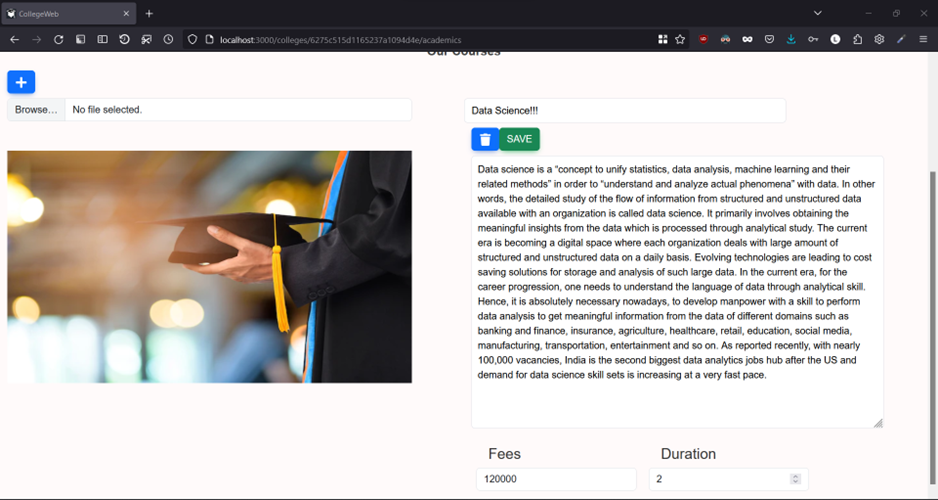 CollegeWeb
localhost:3000/colleges/6275c515d1165237a1094d4e/academics
Our Courses
Browse... No file selected.
Data Science!!!
SAVE
Data science is a “concept to unify statistics, data analysis, machine learning and their
related methods” in order to “understand and analyze actual phenomena” with data. In other
words, the detailed study of the flow of information from structured and unstructured data
available with an organization is called data science. It primarily involves obtaining the
meaningful insights from the data which is processed through analytical study. The current
era is becoming a digital space where each organization deals with large amount of
structured and unstructured data on a daily basis. Evolving technologies are leading to cost
saving solutions for storage and analysis of such large data. In the current era, for the
career progression, one needs to understand the language of data through analytical skill.
Hence, it is absolutely necessary nowadays, to develop manpower with a skill to perform
data analysis to get meaningful information from the data of different domains such as
banking and finance, insurance, agriculture, healthcare, retail, education, social media,
manufacturing, transportation, entertainment and so on. As reported recently, with nearly
100,000 vacancies, India is the second biggest data analytics jobs hub after the US and
demand for data science skill sets is increasing at a very fast pace.
Fees Duration
120000 2